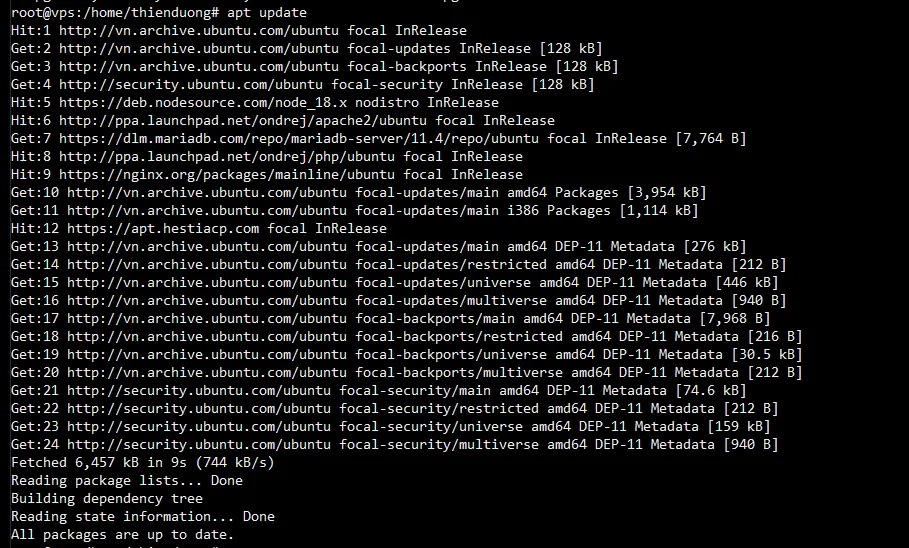 root@vps:/home/thienduong# apt update
Hit:1 http://vn.archive.ubuntu.com/ubuntu focal InRelease
Get:2 http://vn.archive.ubuntu.com/ubuntu focal-updates InRelease [128 kB]
Get:3 http://vn.archive.ubuntu.com/ubuntu focal-backports InRelease [128 kB]
Get:4 http://security.ubuntu.com/ubuntu focal-security InRelease [128 kB]
Hit:5 https://deb.nodesource.com/node_18.x nodistro InRelease
Hit:6 http://ppa.launchpad.net/ondrej/apache2/ubuntu focal InRelease
Get:7 https://dlm.mariadb.com/repo/mariadb-server/11.4/repo/ubuntu focal InRelease [7,764 B]
Hit:8 http://ppa.launchpad.net/ondrej/php/ubuntu focal InRelease
Hit:9 https://nginx.org/packages/mainline/ubuntu focal InRelease
Get:10 http://vn.archive.ubuntu.com/ubuntu focal-updates/main amd64 Packages [3,954 kB]
Get:11 http://vn.archive.ubuntu.com/ubuntu focal-updates/main i386 Packages [1,114 kB]
Hit:12 https://apt.hestiacp.com focal InRelease
Get:13 http://vn.archive.ubuntu.com/ubuntu focal-updates/main amd64 DEP-11 Metadata [276 kB]
Get:14 http://vn.archive.ubuntu.com/ubuntu focal-updates/restricted amd64 DEP-11 Metadata [212 B]
Get:15 http://vn.archive.ubuntu.com/ubuntu focal-updates/universe amd64 DEP-11 Metadata [446 kB]
Get:16 http://vn.archive.ubuntu.com/ubuntu focal-updates/multiverse amd64 DEP-11 Metadata [940 B]
Get:17 http://vn.archive.ubuntu.com/ubuntu focal-backports/main amd64 DEP-11 Metadata [7,968 B]
Get:18 http://vn.archive.ubuntu.com/ubuntu focal-backports/restricted amd64 DEP-11 Metadata [216 B]
Get:19 http://vn.archive.ubuntu.com/ubuntu focal-backports/universe amd64 DEP-11 Metadata [30.5 kB]
Get:20 http://vn.archive.ubuntu.com/ubuntu focal-backports/multiverse amd64 DEP-11 Metadata [212 B]
Get:21 http://security.ubuntu.com/ubuntu focal-security/main amd64 DEP-11 Metadata [74.6 kB]
Get:22 http://security.ubuntu.com/ubuntu focal-security/restricted amd64 DEP-11 Metadata [212 B]
Get:23 http://security.ubuntu.com/ubuntu focal-security/universe amd64 DEP-11 Metadata [159 kB]
Get:24 http://security.ubuntu.com/ubuntu focal-security/multiverse amd64 DEP-11 Metadata [940 B]
Fetched 6,457 kB in 9s (744 kB/s)
Reading package lists... Done
Building dependency tree
Reading state information... Done
All packages are up to date.